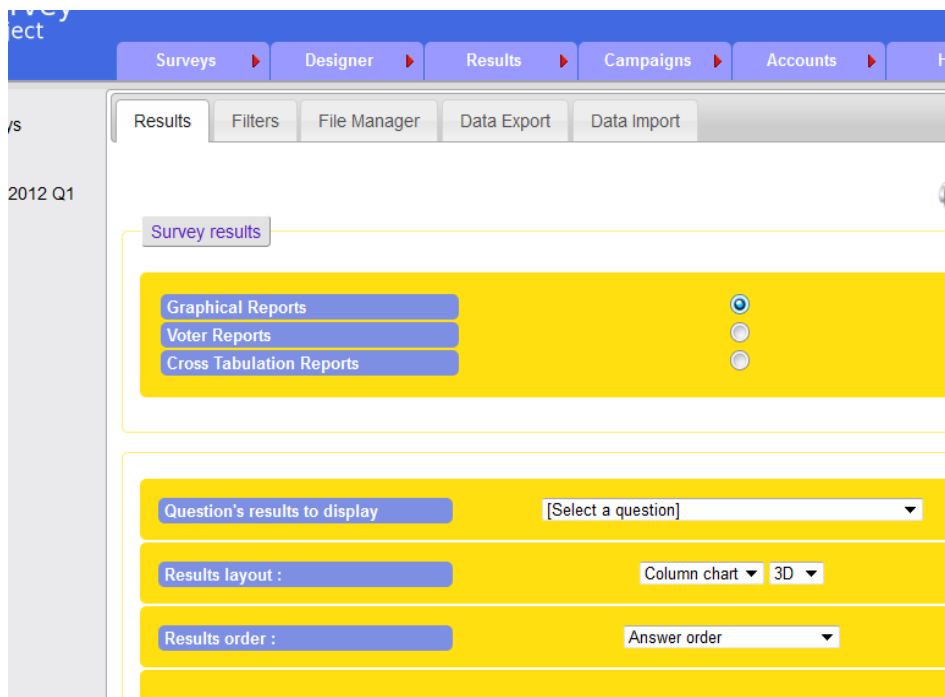 ject
Surveys Designer Results Campaigns Accounts
Results Filters File Manager Data Export Data Import
2012 Q1
Survey results
Graphical Reports
Voter Reports
Cross Tabulation Reports
Question's results to display [Select a question]
Results layout : Column chart 3D
Results order : Answer order